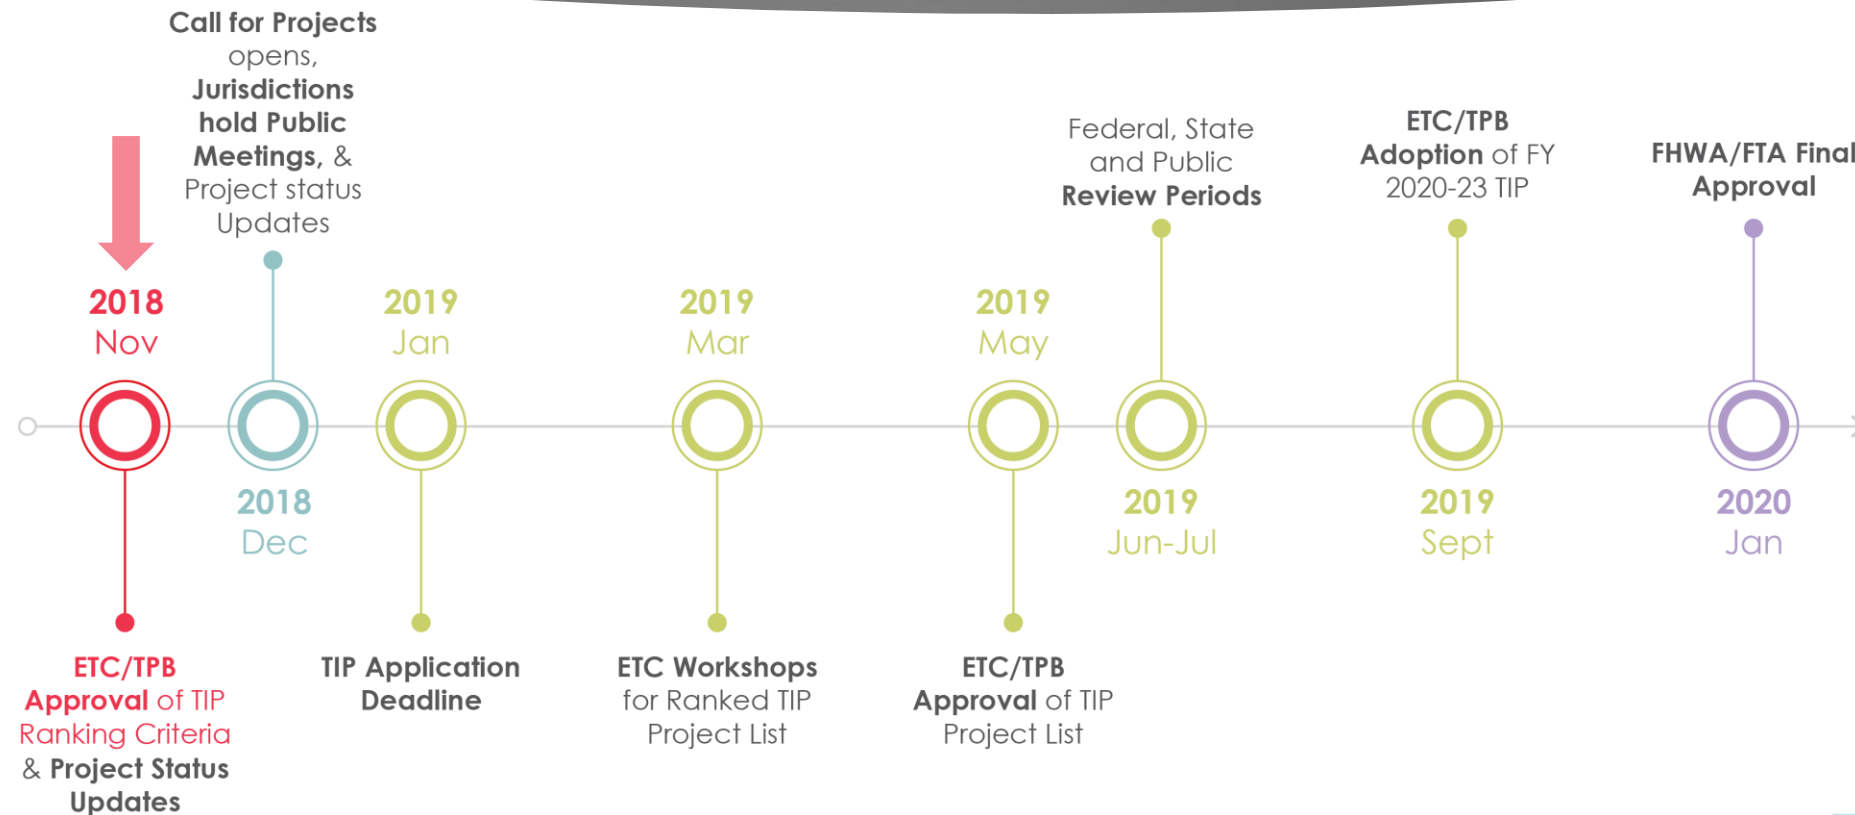 Call for Projects
opens,
Jurisdictions
hold Public
Meetings, &
Project status
Updates
Federal, State
and Public
Review Periods
ETC/TPB
Adoption of FY
2020-23 TIP
FHWA/FTA Final
Approval
2018
Nov
2019
Jan
2019
Mar
2019
May
2018
Dec
2019
Jun-Jul
2019
Sept
2020
Jan
ETC/TPB
Approval of TIP
Ranking Criteria
& Project Status
Updates
TIP Application
Deadline
ETC Workshops
for Ranked TIP
Project List
ETC/TPB
Approval of TIP
Project List